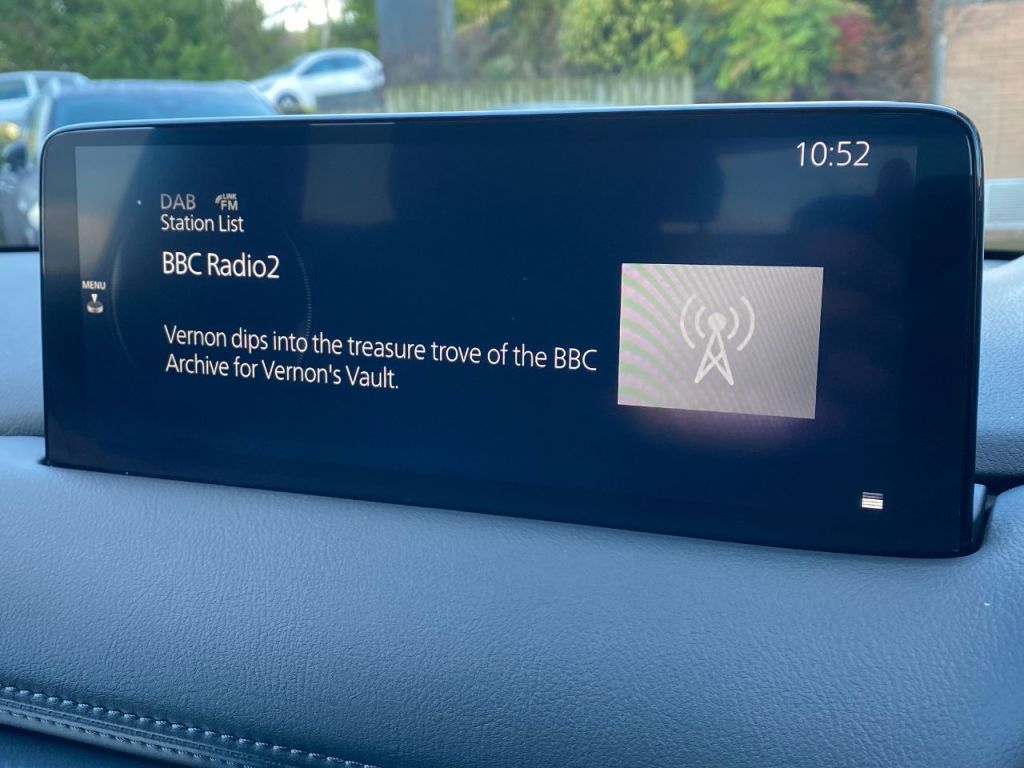 10:52
DAB LINK FM
Station List
BBC Radio2
MENU
Vernon dips into the treasure trove of the BBC
Archive for Vernon's Vault.